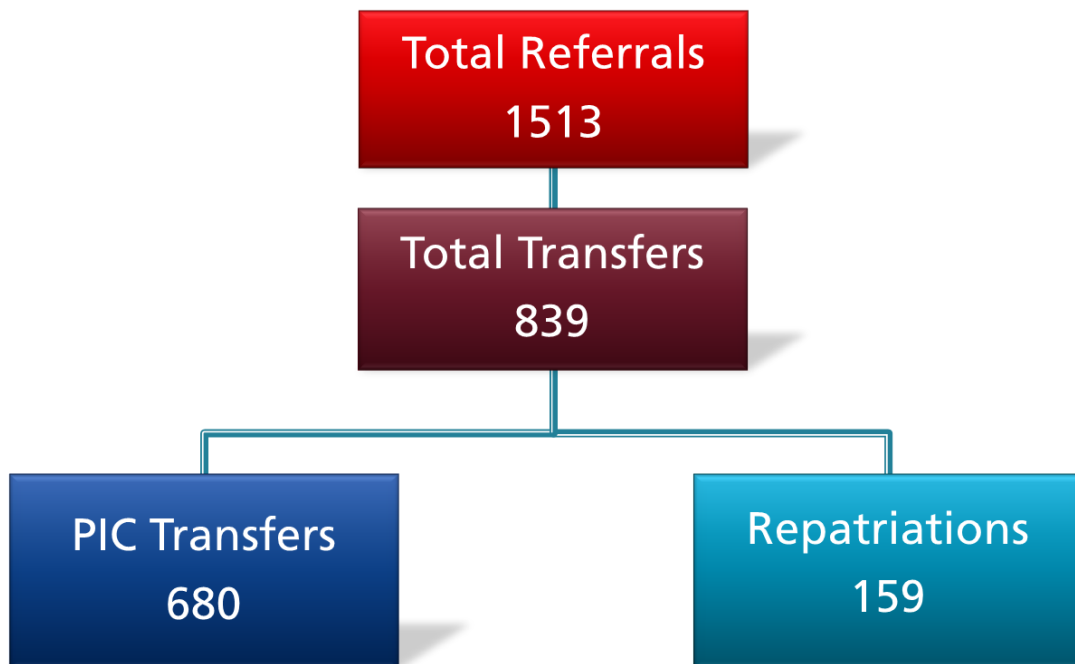 Total Referrals
1513
Total Transfers
839
PIC Transfers
680
Repatriations
159